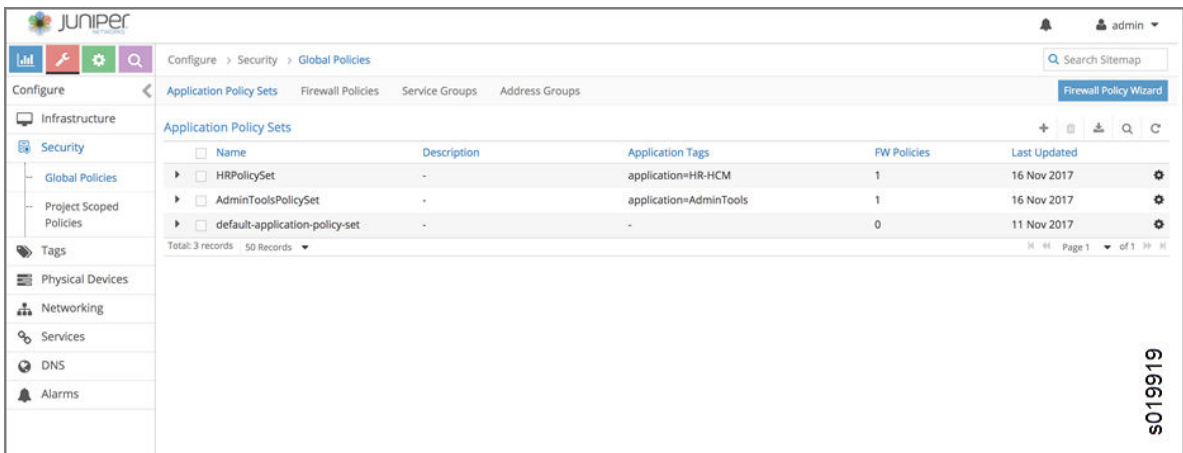 JUNIPER
NETWORKS
admin
Configure > Security > Global Policies
Search Sitemap
Configure
Application Policy Sets Firewall Policies Service Groups Address Groups
Firewall Policy Wizard
Infrastructure
Security
Global Policies
Project Scoped
Policies
Tags
Physical Devices
Networking
Services
DNS
Alarms
Application Policy Sets
Name Description Application Tags FW Policies Last Updated
HRPolicySet - application=HR-HCM 1 16 Nov 2017
AdminToolsPolicySet - application=AdminTools 1 16 Nov 2017
default-application-policy-set - - 0 11 Nov 2017
Total: 3 records 50 Records Page 1 of 1
s019919